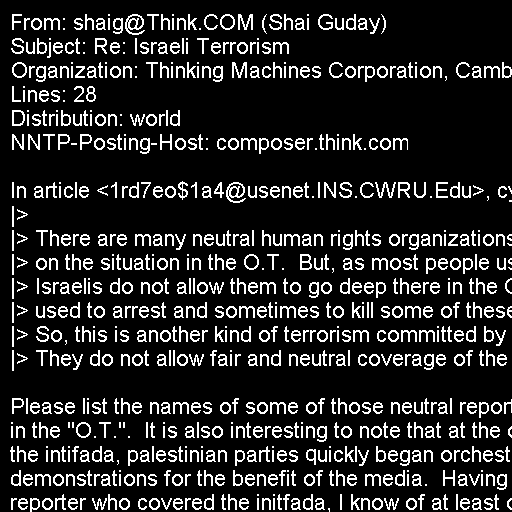 From: shaig@Think.COM (Shai Guday)
Subject: Re: Israeli Terrorism
Organization: Thinking Machines Corporation, Camb
Lines: 28
Distribution: world
NNTP-Posting-Host: composer.think.com

In article <1rd7eo$1a4@usenet.INS.CWRU.Edu>, cy
|>
|> There are many neutral human rights organizations
|> on the situation in the O.T.  But, as most people us
|> Israelis do not allow them to go deep there in the O
|> used to arrest and sometimes to kill some of these
|> So, this is another kind of terrorism committed by
|> They do not allow fair and neutral coverage of the

Please list the names of some of those neutral report
in the "O.T.".  It is also interesting to note that at the o
the intifada, palestinian parties quickly began orchest
demonstrations for the benefit of the media.  Having
reporter who covered the initfada, I know of at least o